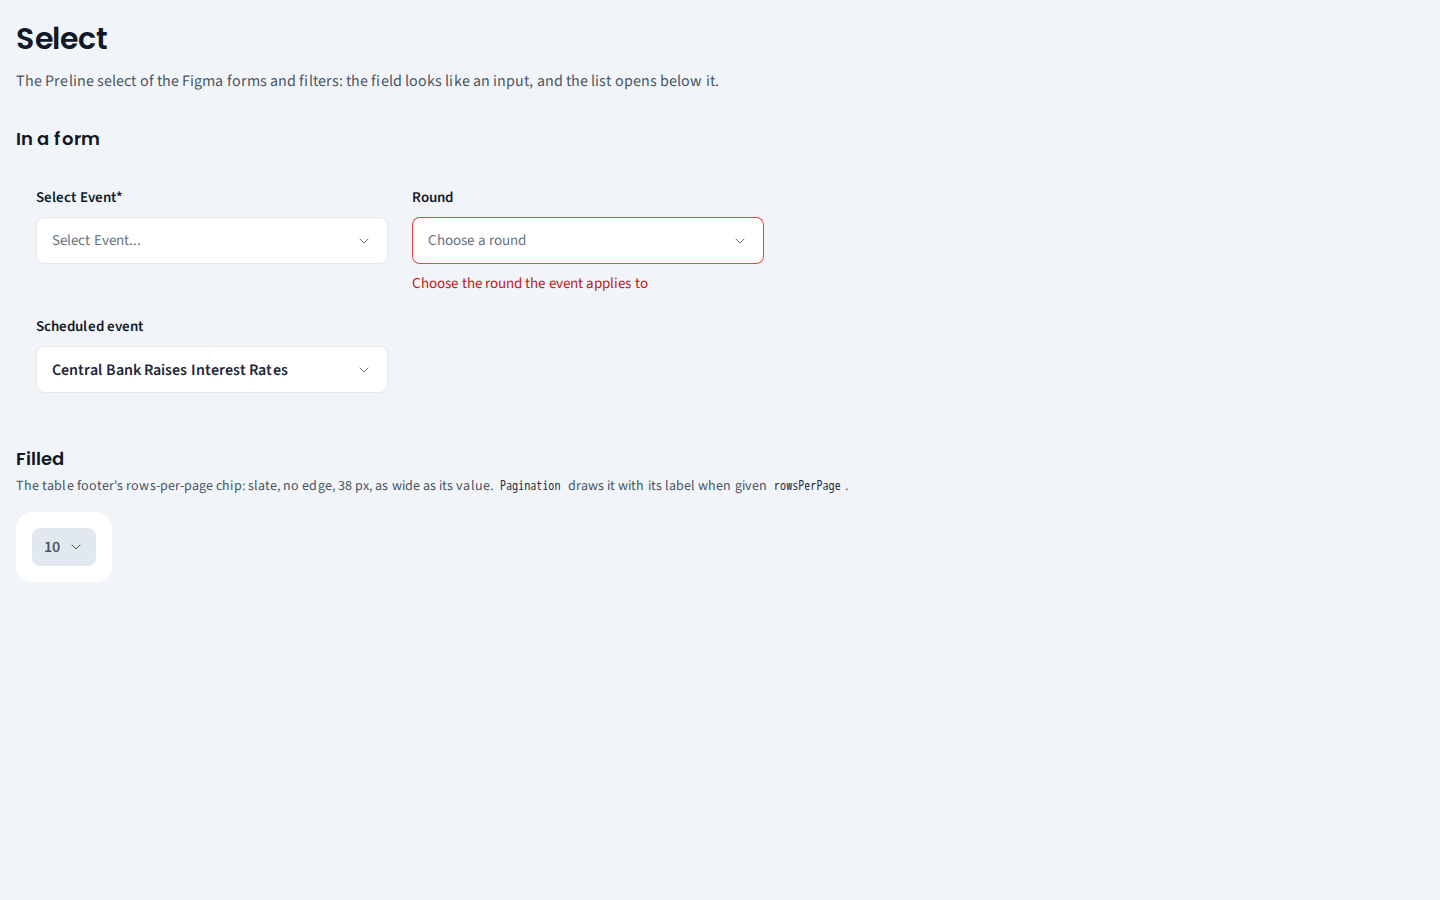 Select
The Preline select of the Figma forms and filters: the field looks like an input, and the list opens below it.
In a form
Select Event*
Round
Select Event...
Choose a round
Choose the round the event applies to
Scheduled event
Central Bank Raises Interest Rates
Filled
The table footer's rows-per-page chip: slate, no edge, 38 px, as wide as its value. Pagination draws it with its label when given rowsPerPage.
10